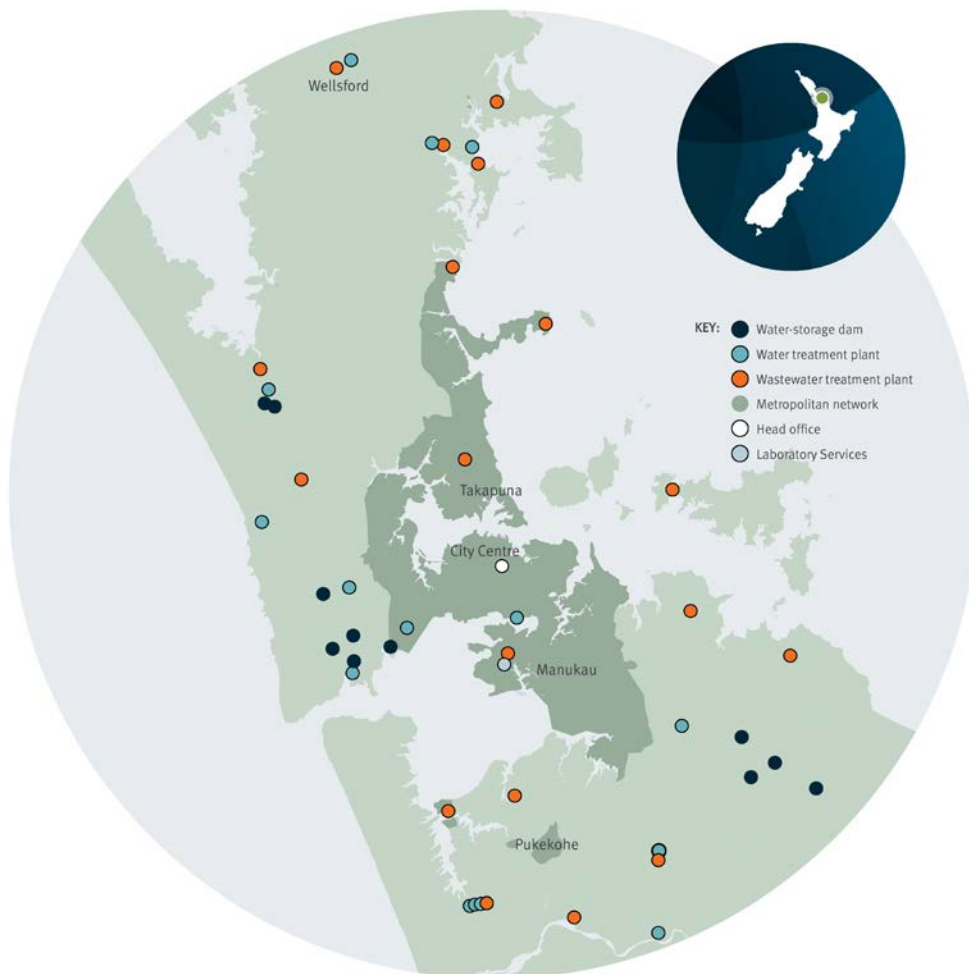 Wellsford
KEY:
Water-storage dam
Water treatment plant
Wastewater treatment plant
Metropolitan network
Head office
Laboratory Services
Takapuna
City Centre
Manukau
Pukekohe